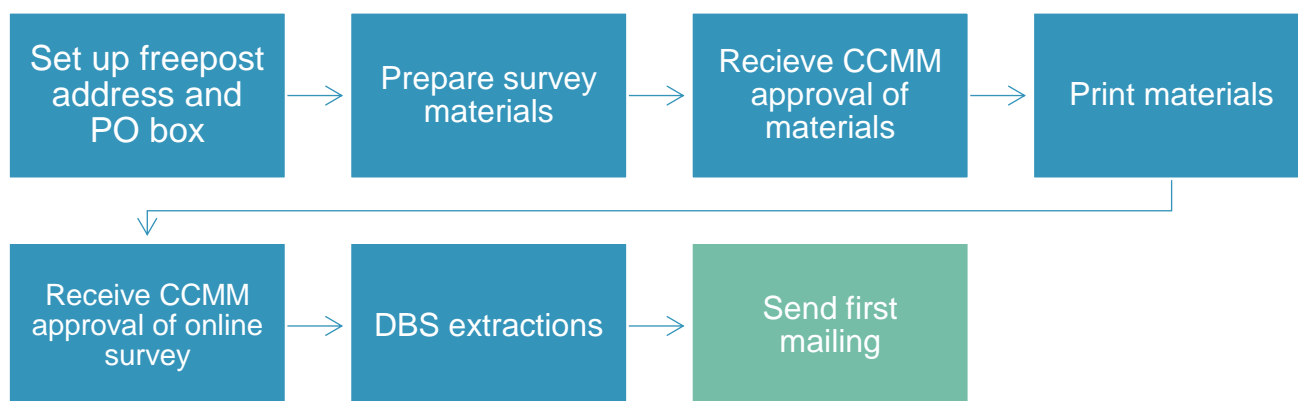 Set up freepost
address and
PO box
Prepare survey
materials
Recieve CCMM
approval of
materials
Print materials
Receive CCMM
approval of online
survey
DBS extractions
Send first
mailing